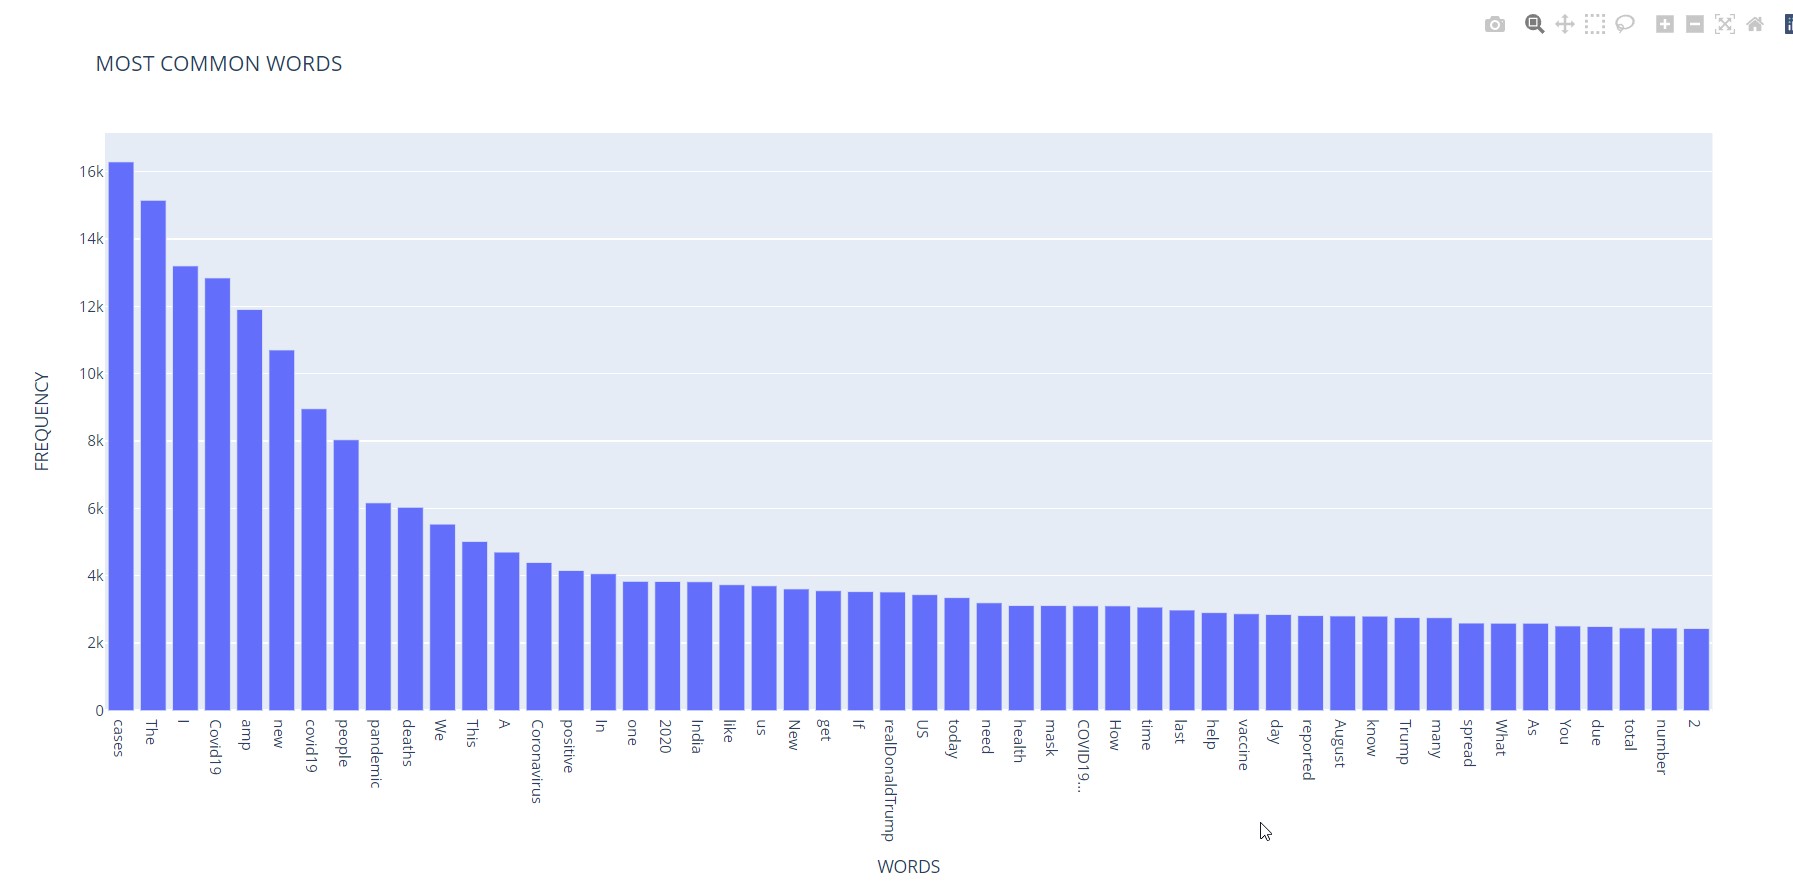 MOST COMMON WORDS
16k
14k
12k
10k
8k
6k
4k
2k
0
FREQUENCY
cases
The
I
Covid19
amp
new
covid19
people
pandemic
deaths
We
This
A
Coronavirus
positive
In
one
2020
India
like
us
New
get
If
realDonaldTrump
US
today
need
health
mask
COVID19…
How
time
last
help
vaccine
day
reported
August
know
Trump
many
spread
What
As
You
due
total
number
2
WORDS